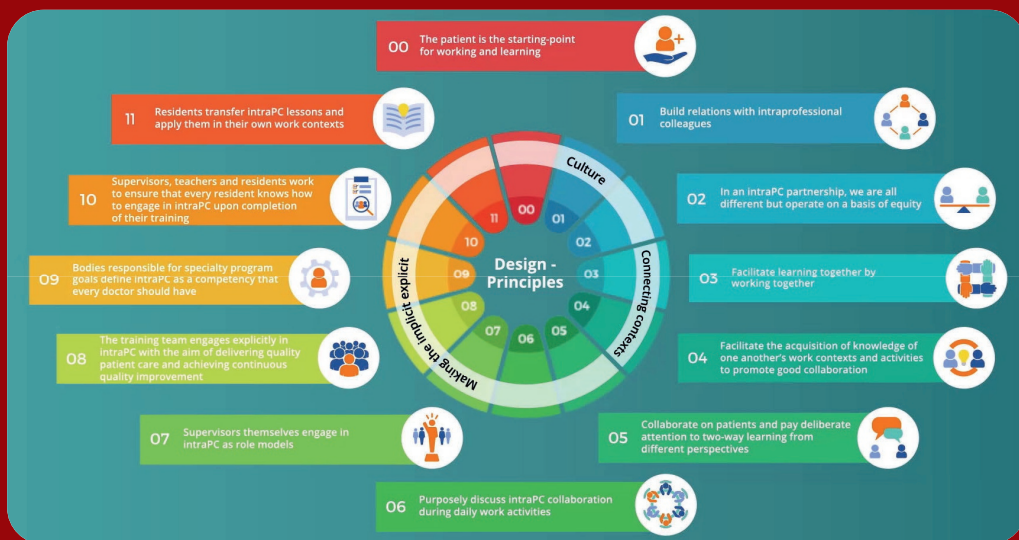 00 The patient is the starting-point
for working and learning
01 Build relations with intraprofessional
colleagues
02 In an intraPC partnership, we are all
different but operate on a basis of equity
03 Facilitate learning together by
working together
04 Facilitate the acquisition of knowledge of
one another's work contexts and activities
to promote good collaboration
05 Collaborate on patients and pay deliberate
attention to two-way learning from
different perspectives
06 Purposely discuss intraPC collaboration
during daily work activities
07 Supervisors themselves engage in
intraPC as role models
08 The training team engages explicitly in
intraPC with the aim of delivering quality
patient care and achieving continuous
quality improvement
09 Bodies responsible for specialty program
goals define intraPC as a competency that
every doctor should have
10 Supervisors, teachers and residents work
to ensure that every resident knows how
to engage in intraPC upon completion
of their training
11 Residents transfer intraPC lessons and
apply them in their own work contexts
Design -
Principles
Culture
Connecting contexts
Making the implicit explicit
00
01
02
03
04
05
06
07
08
09
10
11